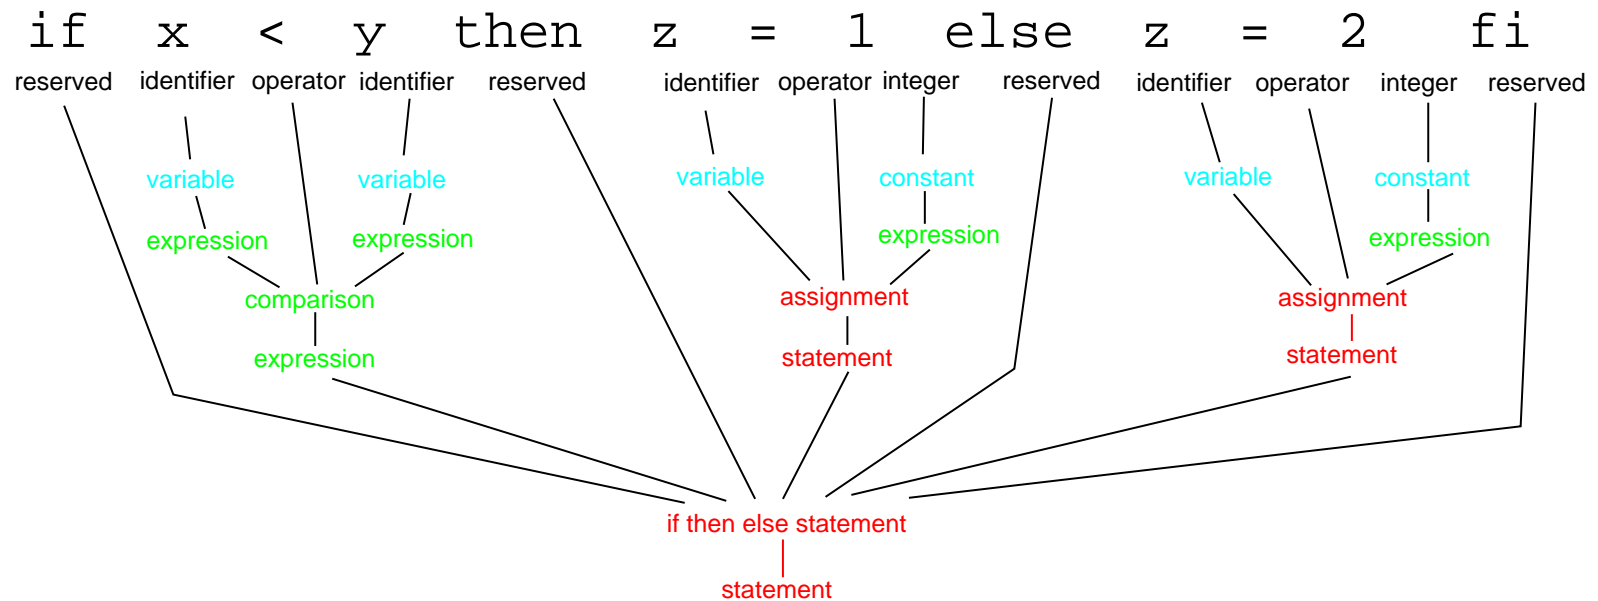 if x < y then z = 1 else z = 2 fi
reserved identifier operator identifier reserved identifier operator integer reserved identifier operator integer reserved
variable variable variable constant variable constant
expression expression expression expression
comparison assignment assignment
expression statement statement
if then else statement
statement